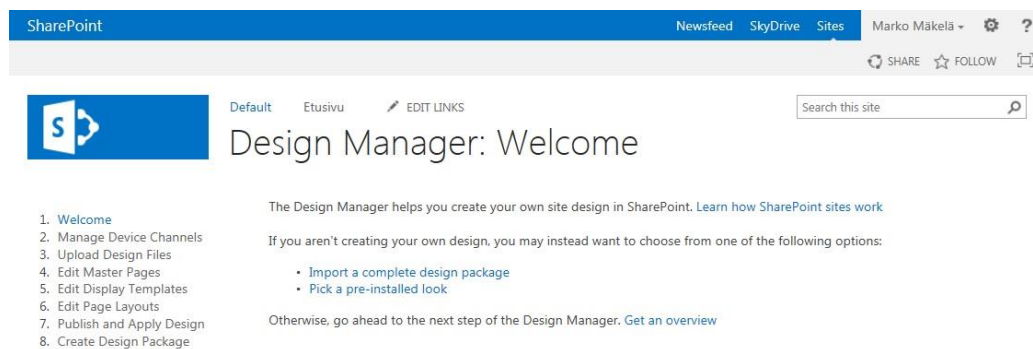 SharePoint
Newsfeed SkyDrive Sites Marko Mäkelä ?
SHARE FOLLOW
S
Default Etusivu EDIT LINKS
Search this site
Design Manager: Welcome
1. Welcome
2. Manage Device Channels
3. Upload Design Files
4. Edit Master Pages
5. Edit Display Templates
6. Edit Page Layouts
7. Publish and Apply Design
8. Create Design Package
The Design Manager helps you create your own site design in SharePoint. Learn how SharePoint sites work
If you aren't creating your own design, you may instead want to choose from one of the following options:
• Import a complete design package
• Pick a pre-installed look
Otherwise, go ahead to the next step of the Design Manager. Get an overview